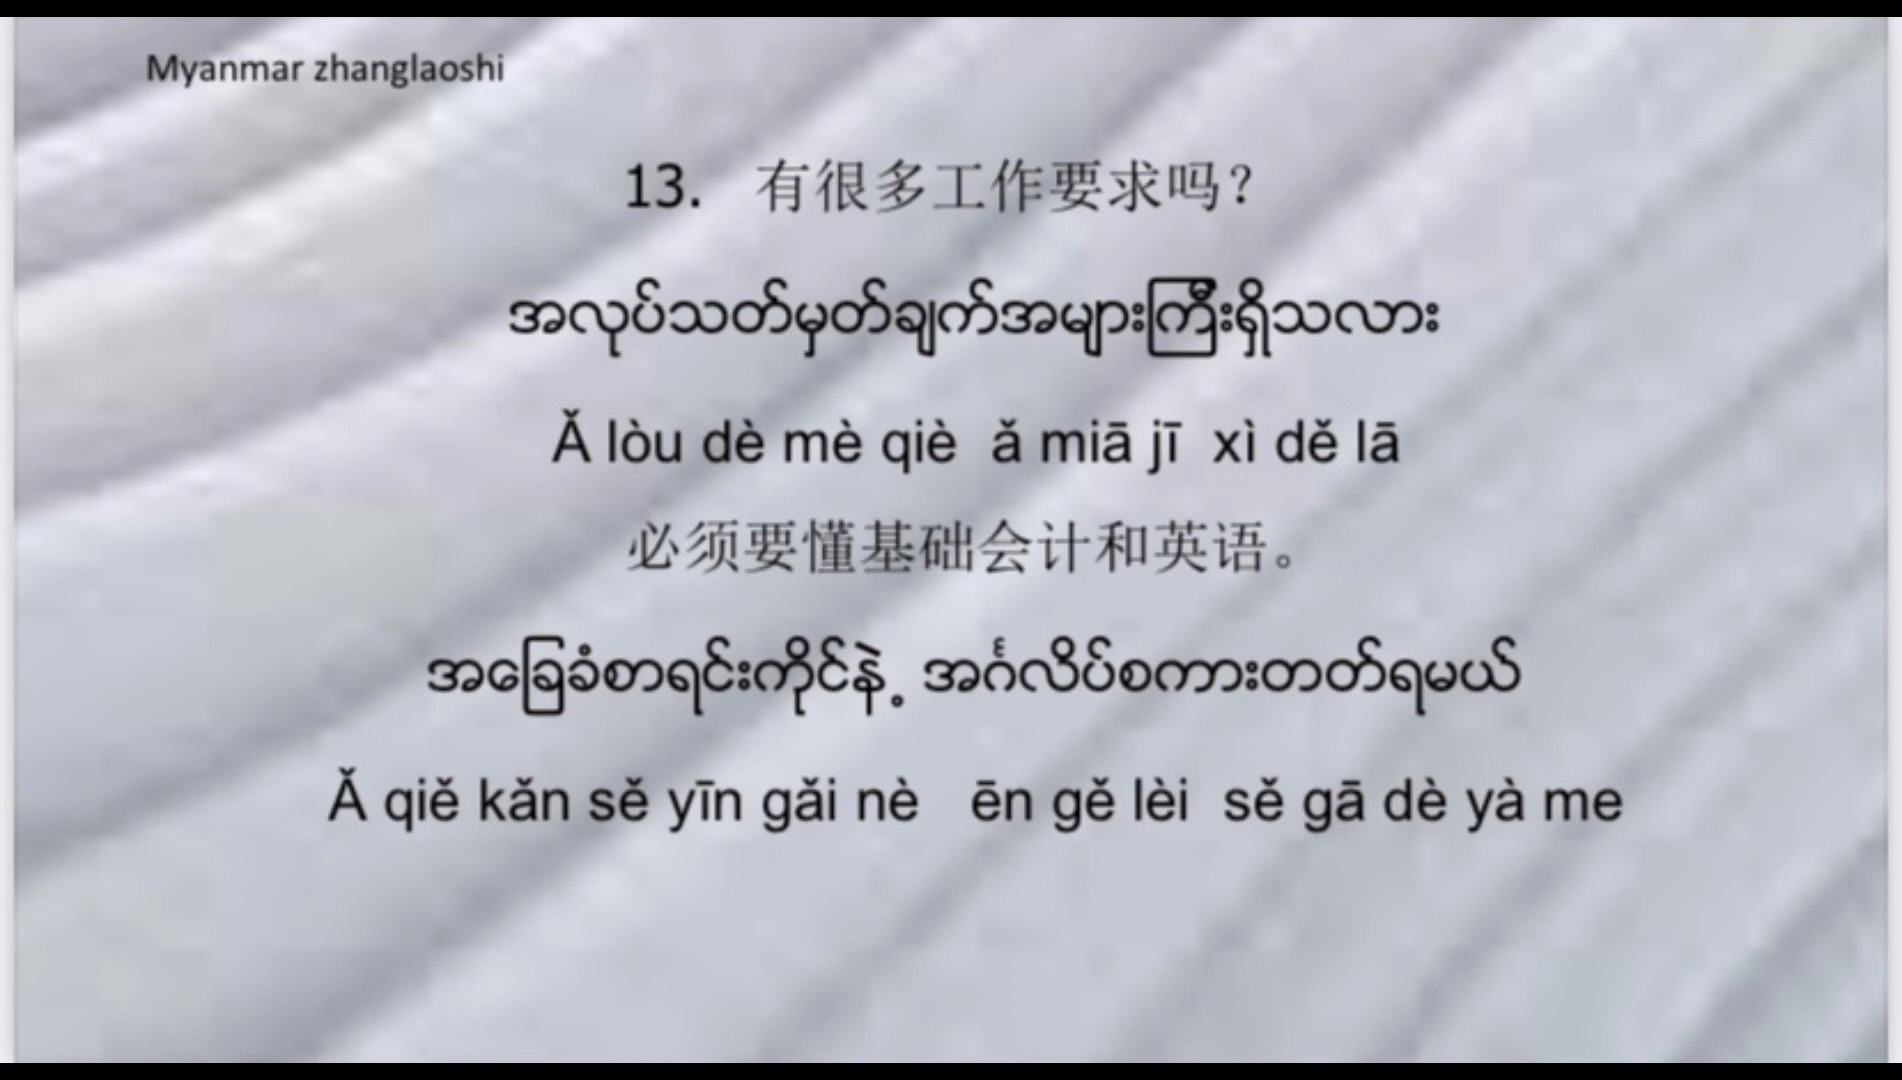 Myanmar zhanglaoshi
13. 有很多工作要求吗？
အလုပ်သတ်မှတ်ချက်အများကြီးရှိသလား
Ǎ lòu dè mè qiè ǎ miā jī xì dě lā
必须要懂基础会计和英语。
အခြေခံစာရင်းကိုင်နဲ့ အင်္ဂလိပ်စကားတတ်ရမယ်
Ǎ qiě kǎn sě yīn gǎi nè ēn gě lèi sě gā dè yà me